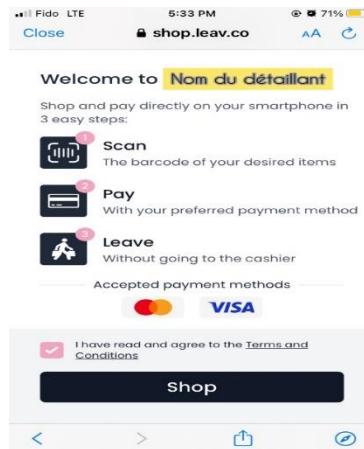 Fido LTE 5:33 PM 71%
Close shop.leav.co AA
Welcome to Nom du détaillant
Shop and pay directly on your smartphone in
3 easy steps:
1
Scan
The barcode of your desired items
2
Pay
With your preferred payment method
3
Leave
Without going to the cashier
Accepted payment methods
VISA
I have read and agree to the Terms and
Conditions
Shop